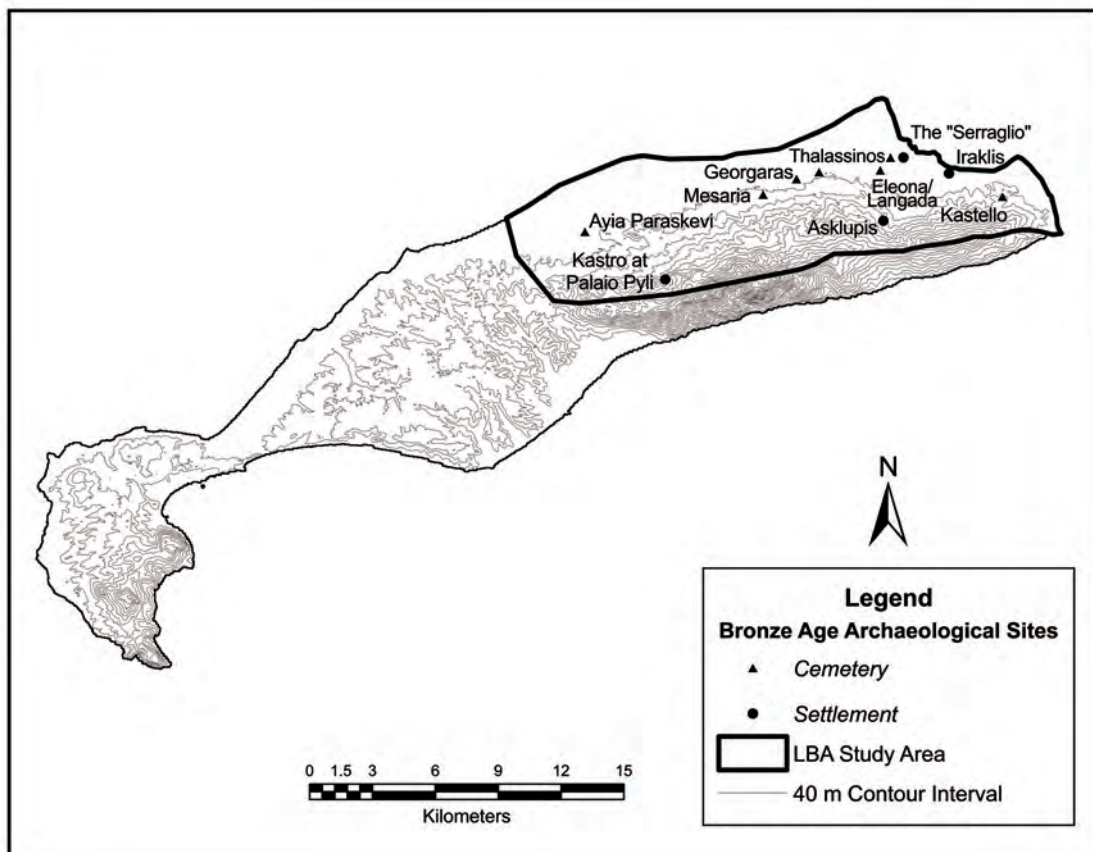 The "Serraglio"
Thalassinos
Iraklis
Georgaras
Eleona/
Langada
Mesaria
Kastello
Ayia Paraskevi
Asklupis
Kastro at
Palaio Pyli
N
Legend
Bronze Age Archaeological Sites
Cemetery
Settlement
LBA Study Area
40 m Contour Interval
0 1.5 3 6 9 12 15
Kilometers